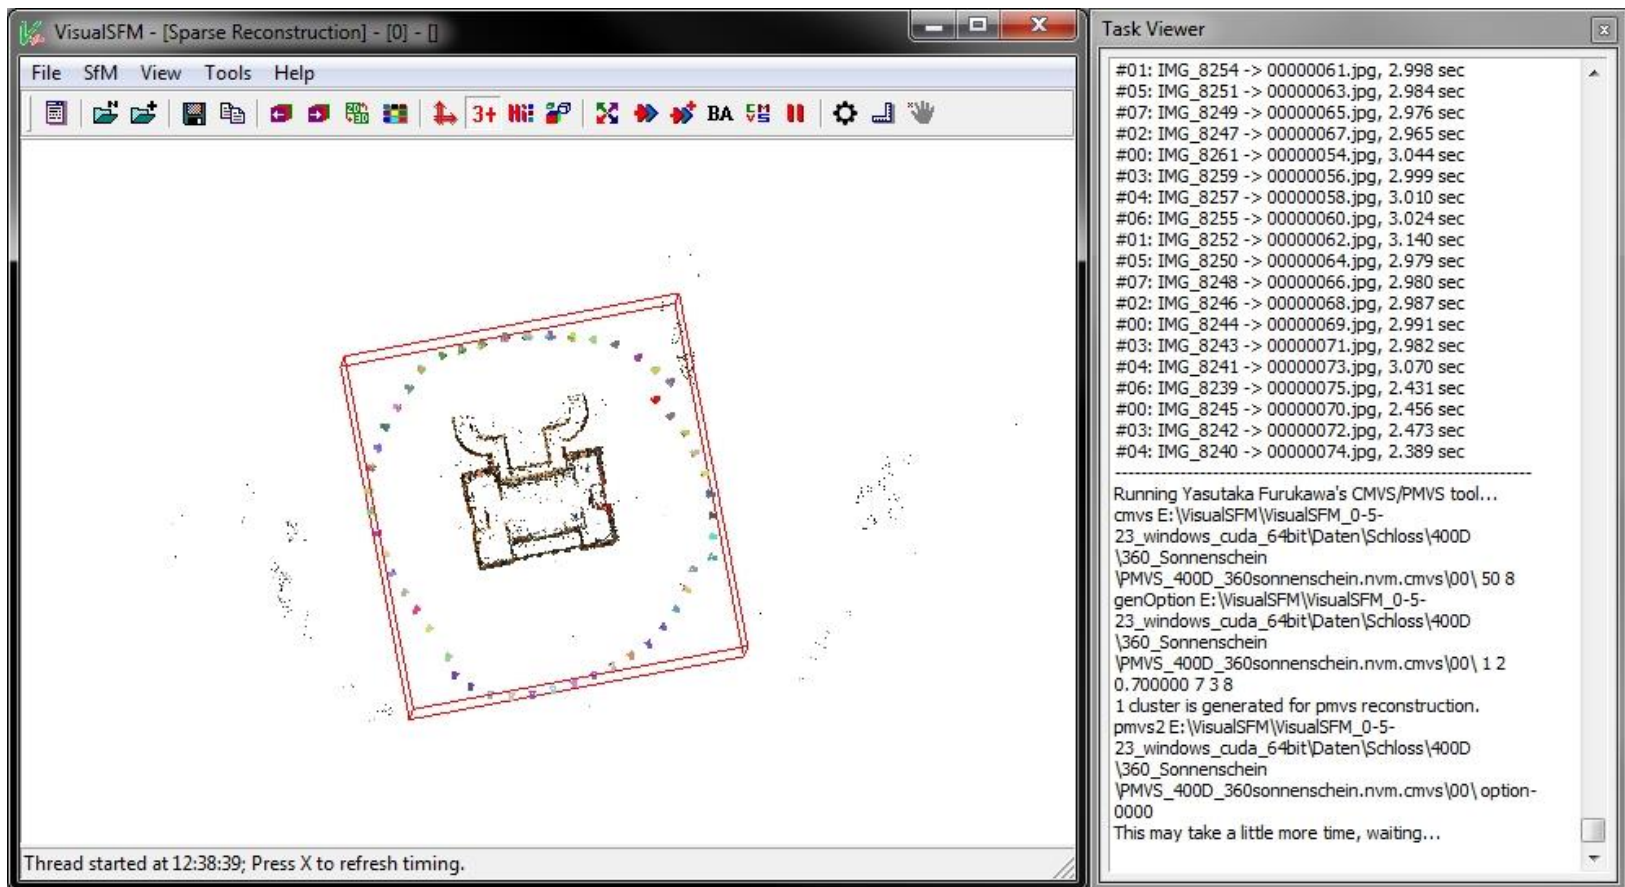 VisualSFM - [Sparse Reconstruction] - [0] - []
File SfM View Tools Help
3+ BA
Thread started at 12:38:39; Press X to refresh timing.
Task Viewer
#01: IMG_8254 -> 00000061.jpg, 2.998 sec
#05: IMG_8251 -> 00000063.jpg, 2.984 sec
#07: IMG_8249 -> 00000065.jpg, 2.976 sec
#02: IMG_8247 -> 00000067.jpg, 2.965 sec
#00: IMG_8261 -> 00000054.jpg, 3.044 sec
#03: IMG_8259 -> 00000056.jpg, 2.999 sec
#04: IMG_8257 -> 00000058.jpg, 3.010 sec
#06: IMG_8255 -> 00000060.jpg, 3.024 sec
#01: IMG_8252 -> 00000062.jpg, 3.140 sec
#05: IMG_8250 -> 00000064.jpg, 2.979 sec
#07: IMG_8248 -> 00000066.jpg, 2.980 sec
#02: IMG_8246 -> 00000068.jpg, 2.987 sec
#00: IMG_8244 -> 00000069.jpg, 2.991 sec
#03: IMG_8243 -> 00000071.jpg, 2.982 sec
#04: IMG_8241 -> 00000073.jpg, 3.070 sec
#06: IMG_8239 -> 00000075.jpg, 2.431 sec
#00: IMG_8245 -> 00000070.jpg, 2.456 sec
#03: IMG_8242 -> 00000072.jpg, 2.473 sec
#04: IMG_8240 -> 00000074.jpg, 2.389 sec
----------------------------------------------------------------
Running Yasutaka Furukawa's CMVS/PMVS tool...
cmvs E:\VisualSFM\VisualSFM_0-5-
23_windows_cuda_64bit\Daten\Schloss\400D
\360_Sonnenschein
\PMVS_400D_360sonnenschein.nvm.cmvs\00\ 50 8
genOption E:\VisualSFM\VisualSFM_0-5-
23_windows_cuda_64bit\Daten\Schloss\400D
\360_Sonnenschein
\PMVS_400D_360sonnenschein.nvm.cmvs\00\ 1 2
0.700000 7 3 8
1 cluster is generated for pmvs reconstruction.
pmvs2 E:\VisualSFM\VisualSFM_0-5-
23_windows_cuda_64bit\Daten\Schloss\400D
\360_Sonnenschein
\PMVS_400D_360sonnenschein.nvm.cmvs\00\ option-
0000
This may take a little more time, waiting...